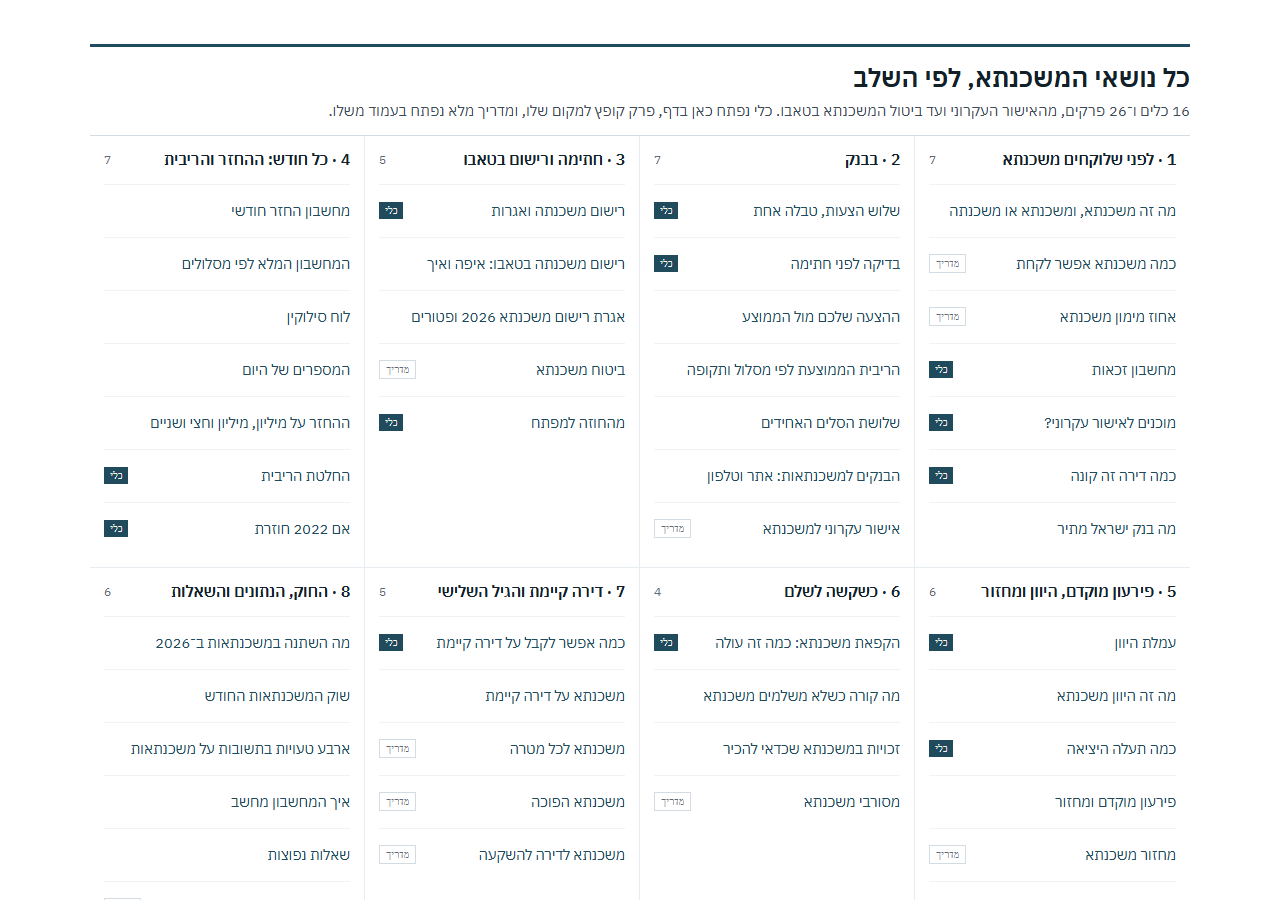 כל נושאי המשכנתא, לפי השלב
16 כלים ו־26 פרקים, מהאישור העקרוני ועד ביטול המשכנתא בטאבו. כלי נפתח כאן בדף, פרק קופץ למקום שלו, ומדריך מלא נפתח בעמוד משלו.
1 · לפני שלוקחים משכנתא 7
מה זה משכנתא, ומשכנתא או משכנתה
כמה משכנתא אפשר לקחת מדריך
אחוז מימון משכנתא מדריך
מחשבון זכאות כלי
מוכנים לאישור עקרוני? כלי
כמה דירה זה קונה כלי
מה בנק ישראל מתיר
2 · בבנק 7
שלוש הצעות, טבלה אחת כלי
בדיקה לפני חתימה כלי
ההצעה שלכם מול הממוצע
הריבית הממוצעת לפי מסלול ותקופה
שלושת הסלים האחידים
הבנקים למשכנתאות: אתר וטלפון
אישור עקרוני למשכנתא מדריך
3 · חתימה ורישום בטאבו 5
רישום משכנתה ואגרות כלי
רישום משכנתה בטאבו: איפה ואיך
אגרת רישום משכנתא 2026 ופטורים
ביטוח משכנתא מדריך
מהחוזה למפתח כלי
4 · כל חודש: ההחזר והריבית 7
מחשבון החזר חודשי
המחשבון המלא לפי מסלולים
לוח סילוקין
המספרים של היום
ההחזר על מיליון, מיליון וחצי ושניים
החלטת הריבית כלי
אם 2022 חוזרת כלי
5 · פירעון מוקדם, היוון ומחזור 6
עמלת היוון כלי
מה זה היוון משכנתא
כמה תעלה היציאה כלי
פירעון מוקדם ומחזור
מחזור משכנתא מדריך
6 · כשקשה לשלם 4
הקפאת משכנתא: כמה זה עולה כלי
מה קורה כשלא משלמים משכנתא
זכויות במשכנתא שכדאי להכיר
מסורבי משכנתא מדריך
7 · דירה קיימת והגיל השלישי 5
כמה אפשר לקבל על דירה קיימת כלי
משכנתא על דירה קיימת
משכנתא לכל מטרה מדריך
משכנתא הפוכה מדריך
משכנתא לדירה להשקעה מדריך
8 · החוק, הנתונים והשאלות 6
מה השתנה במשכנתאות ב־2026
שוק המשכנתאות החודש
ארבע טעויות בתשובות על משכנתאות
איך המחשבון מחשב
שאלות נפוצות